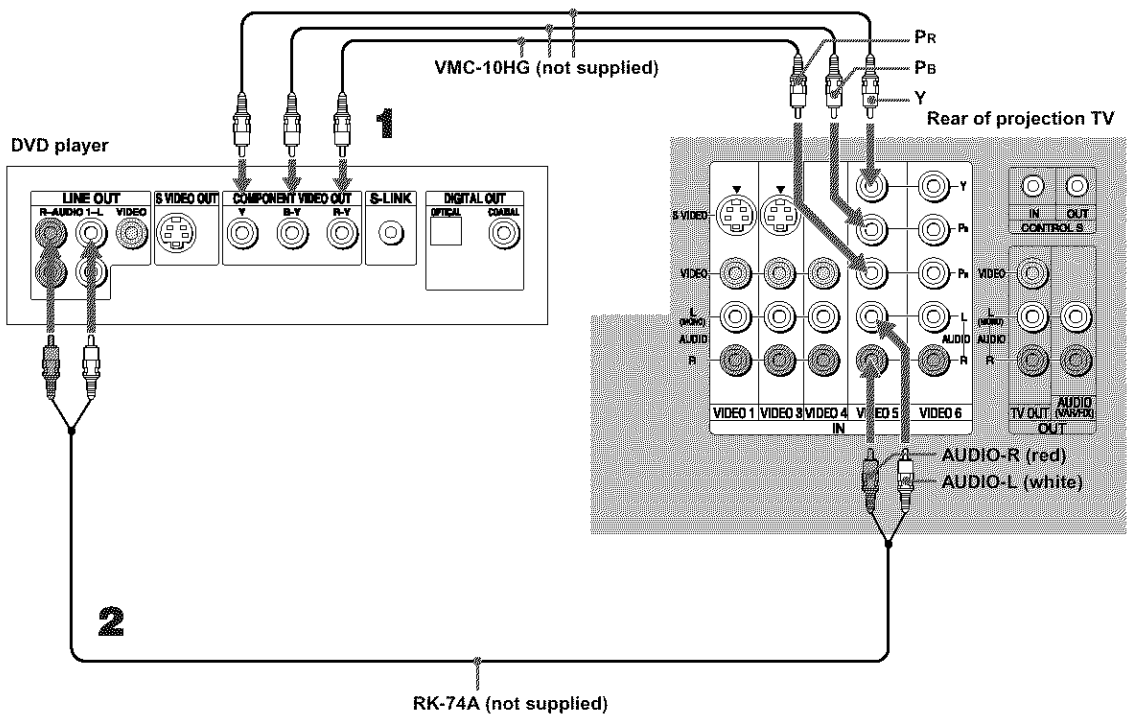 PR
VMC-10HG (not supplied)
PB
Y
1
Rear of projection TV
DVD player
LINE OUT
S VIDEO OUT
COMPONENT VIDEO OUT
S-LINK
DIGITAL OUT
R–AUDIO 1–L
VIDEO
Y
B-Y
R-Y
OPTICAL
COAXIAL
Y
IN
OUT
CONTROL S
S VIDEO
PB
VIDEO
PR
VIDEO
L
(MONO)
AUDIO
R
L
AUDIO
R
L
(MONO)
AUDIO
R
VIDEO 1
VIDEO 3
VIDEO 4
VIDEO 5
VIDEO 6
IN
TV OUT
AUDIO
(VAR/FIX)
OUT
AUDIO-R (red)
AUDIO-L (white)
2
RK-74A (not supplied)